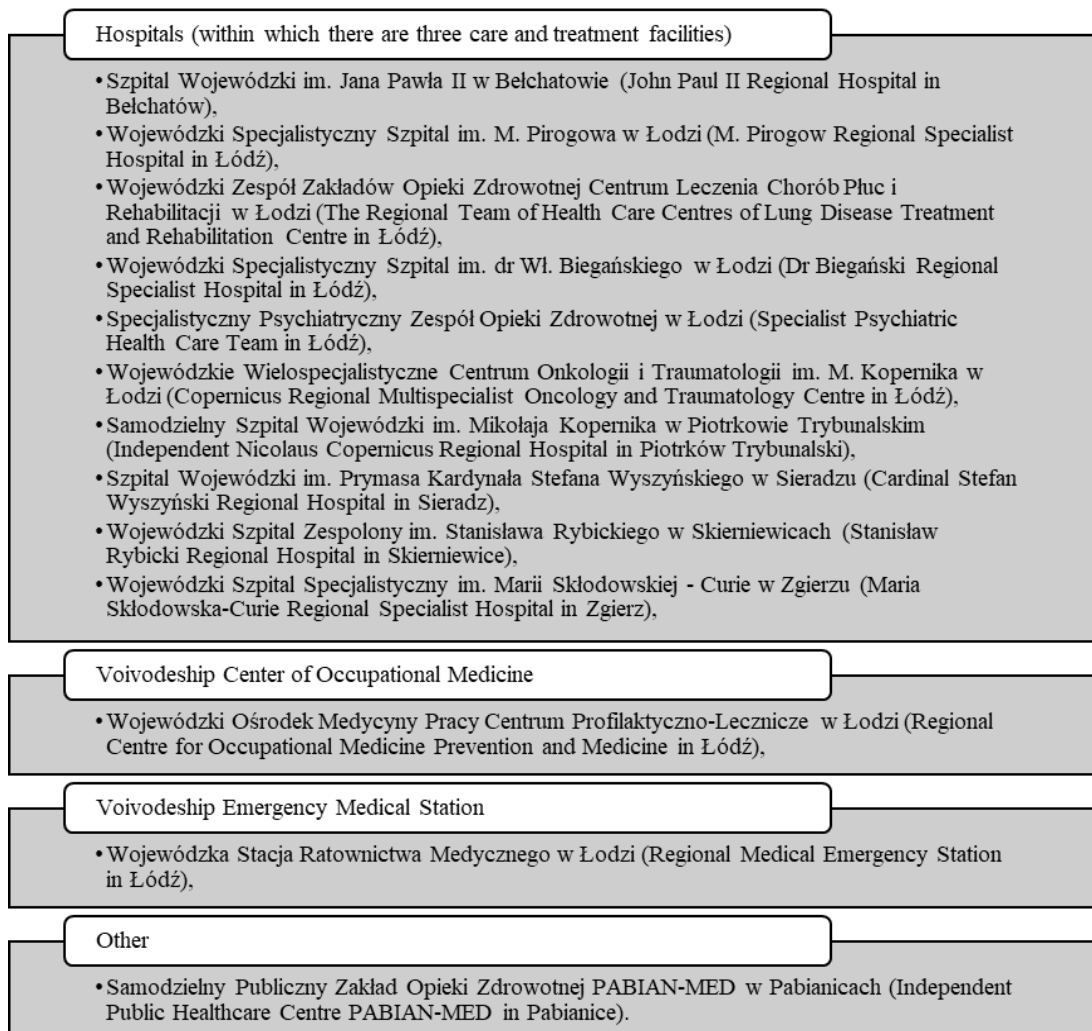 Hospitals (within which there are three care and treatment facilities)
•Szpital Wojewódzki im. Jana Pawła II w Bełchatowie (John Paul II Regional Hospital in
Bełchatów),
•Wojewódzki Specjalistyczny Szpital im. M. Pirogowa w Łodzi (M. Pirogow Regional Specialist
Hospital in Łódź),
•Wojewódzki Zespół Zakładów Opieki Zdrowotnej Centrum Leczenia Chorób Płuc i
Rehabilitacji w Łodzi (The Regional Team of Health Care Centres of Lung Disease Treatment
and Rehabilitation Centre in Łódź),
•Wojewódzki Specjalistyczny Szpital im. dr Wł. Biegańskiego w Łodzi (Dr Biegański Regional
Specialist Hospital in Łódź),
•Specjalistyczny Psychiatryczny Zespół Opieki Zdrowotnej w Łodzi (Specialist Psychiatric
Health Care Team in Łódź),
•Wojewódzkie Wielospecjalistyczne Centrum Onkologii i Traumatologii im. M. Kopernika w
Łodzi (Copernicus Regional Multispecialist Oncology and Traumatology Centre in Łódź),
•Samodzielny Szpital Wojewódzki im. Mikołaja Kopernika w Piotrkowie Trybunalskim
(Independent Nicolaus Copernicus Regional Hospital in Piotrków Trybunalski),
•Szpital Wojewódzki im. Prymasa Kardynała Stefana Wyszyńskiego w Sieradzu (Cardinal Stefan
Wyszyński Regional Hospital in Sieradz),
•Wojewódzki Szpital Zespolony im. Stanisława Rybickiego w Skierniewicach (Stanisław
Rybicki Regional Hospital in Skierniewice),
•Wojewódzki Szpital Specjalistyczny im. Marii Skłodowskiej - Curie w Zgierzu (Maria
Skłodowska-Curie Regional Specialist Hospital in Zgierz),
Voivodeship Center of Occupational Medicine
•Wojewódzki Ośrodek Medycyny Pracy Centrum Profilaktyczno-Lecznicze w Łodzi (Regional
Centre for Occupational Medicine Prevention and Medicine in Łódź),
Voivodeship Emergency Medical Station
•Wojewódzka Stacja Ratownictwa Medycznego w Łodzi (Regional Medical Emergency Station
in Łódź),
Other
•Samodzielny Publiczny Zakład Opieki Zdrowotnej PABIAN-MED w Pabianicach (Independent
Public Healthcare Centre PABIAN-MED in Pabianice).